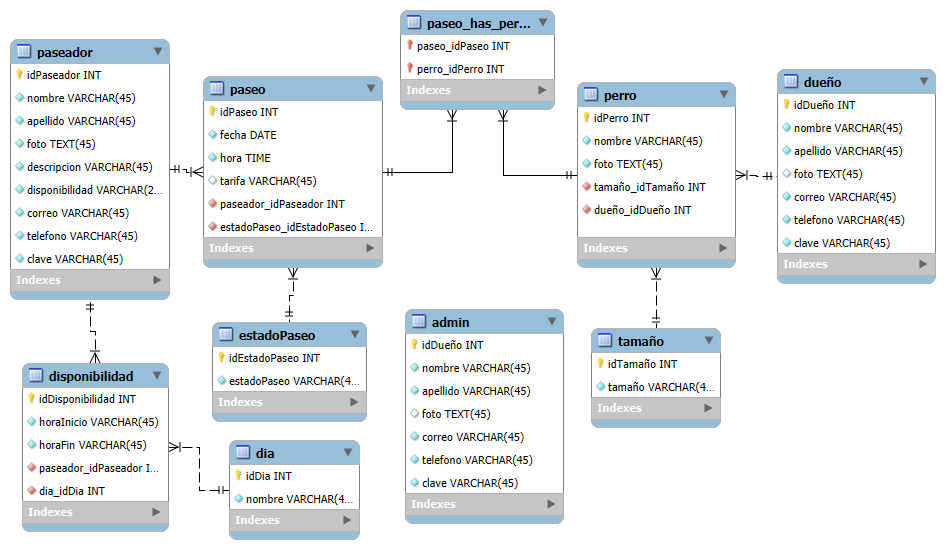 paseador
idPaseador INT
nombre VARCHAR(45)
apellido VARCHAR(45)
foto TEXT(45)
descripcion VARCHAR(45)
disponibilidad VARCHAR(2...
correo VARCHAR(45)
telefono VARCHAR(45)
clave VARCHAR(45)
Indexes
paseo
idPaseo INT
fecha DATE
hora TIME
tarifa VARCHAR(45)
paseador_idPaseador INT
estadoPaseo_idEstadoPaseo I...
Indexes
paseo_has_per...
paseo_idPaseo INT
perro_idPerro INT
Indexes
perro
idPerro INT
nombre VARCHAR(45)
foto TEXT(45)
tamaño_idTamaño INT
dueño_idDueño INT
Indexes
dueño
idDueño INT
nombre VARCHAR(45)
apellido VARCHAR(45)
foto TEXT(45)
correo VARCHAR(45)
telefono VARCHAR(45)
clave VARCHAR(45)
Indexes
disponibilidad
idDisponibilidad INT
horaInicio VARCHAR(45)
horaFin VARCHAR(45)
paseador_idPaseador I...
dia_idDia INT
Indexes
estadoPaseo
idEstadoPaseo INT
estadoPaseo VARCHAR(4...
Indexes
dia
idDia INT
nombre VARCHAR(4...
Indexes
admin
idDueño INT
nombre VARCHAR(45)
apellido VARCHAR(45)
foto TEXT(45)
correo VARCHAR(45)
telefono VARCHAR(45)
clave VARCHAR(45)
Indexes
tamaño
idTamaño INT
tamaño VARCHAR(4...
Indexes